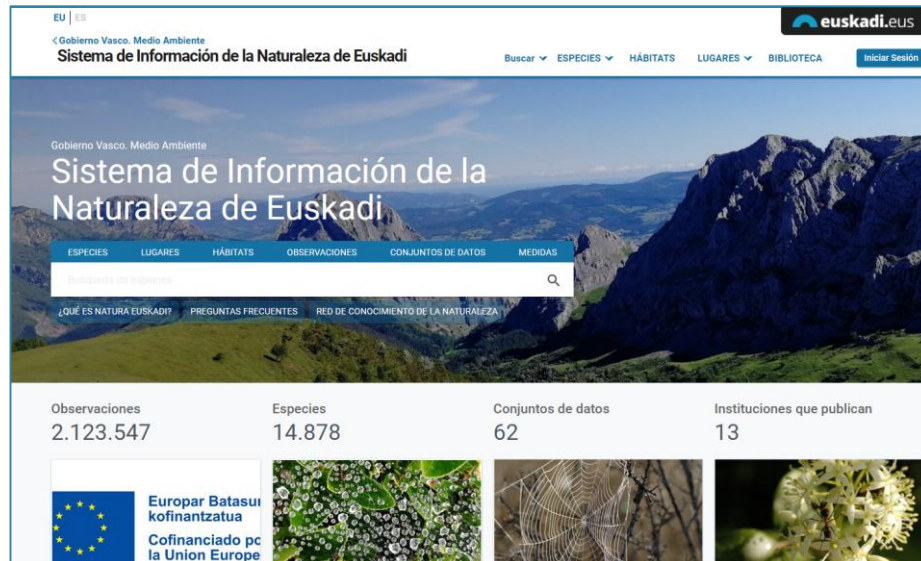 EU | ES
euskadi.eus
< Gobierno Vasco. Medio Ambiente
Sistema de Información de la Naturaleza de Euskadi
Buscar ESPECIES HÁBITATS LUGARES BIBLIOTECA Iniciar Sesión
Gobierno Vasco. Medio Ambiente
Sistema de Información de la
Naturaleza de Euskadi
ESPECIES LUGARES HÁBITATS OBSERVACIONES CONJUNTOS DE DATOS MEDIDAS
¿QUÉ ES NATURA EUSKADI? PREGUNTAS FRECUENTES RED DE CONOCIMIENTO DE LA NATURALEZA
Observaciones Especies Conjuntos de datos Instituciones que publican
2.123.547 14.878 62 13
Europar Batasu
kofinantzatua
Cofinanciado po
la Union Europe